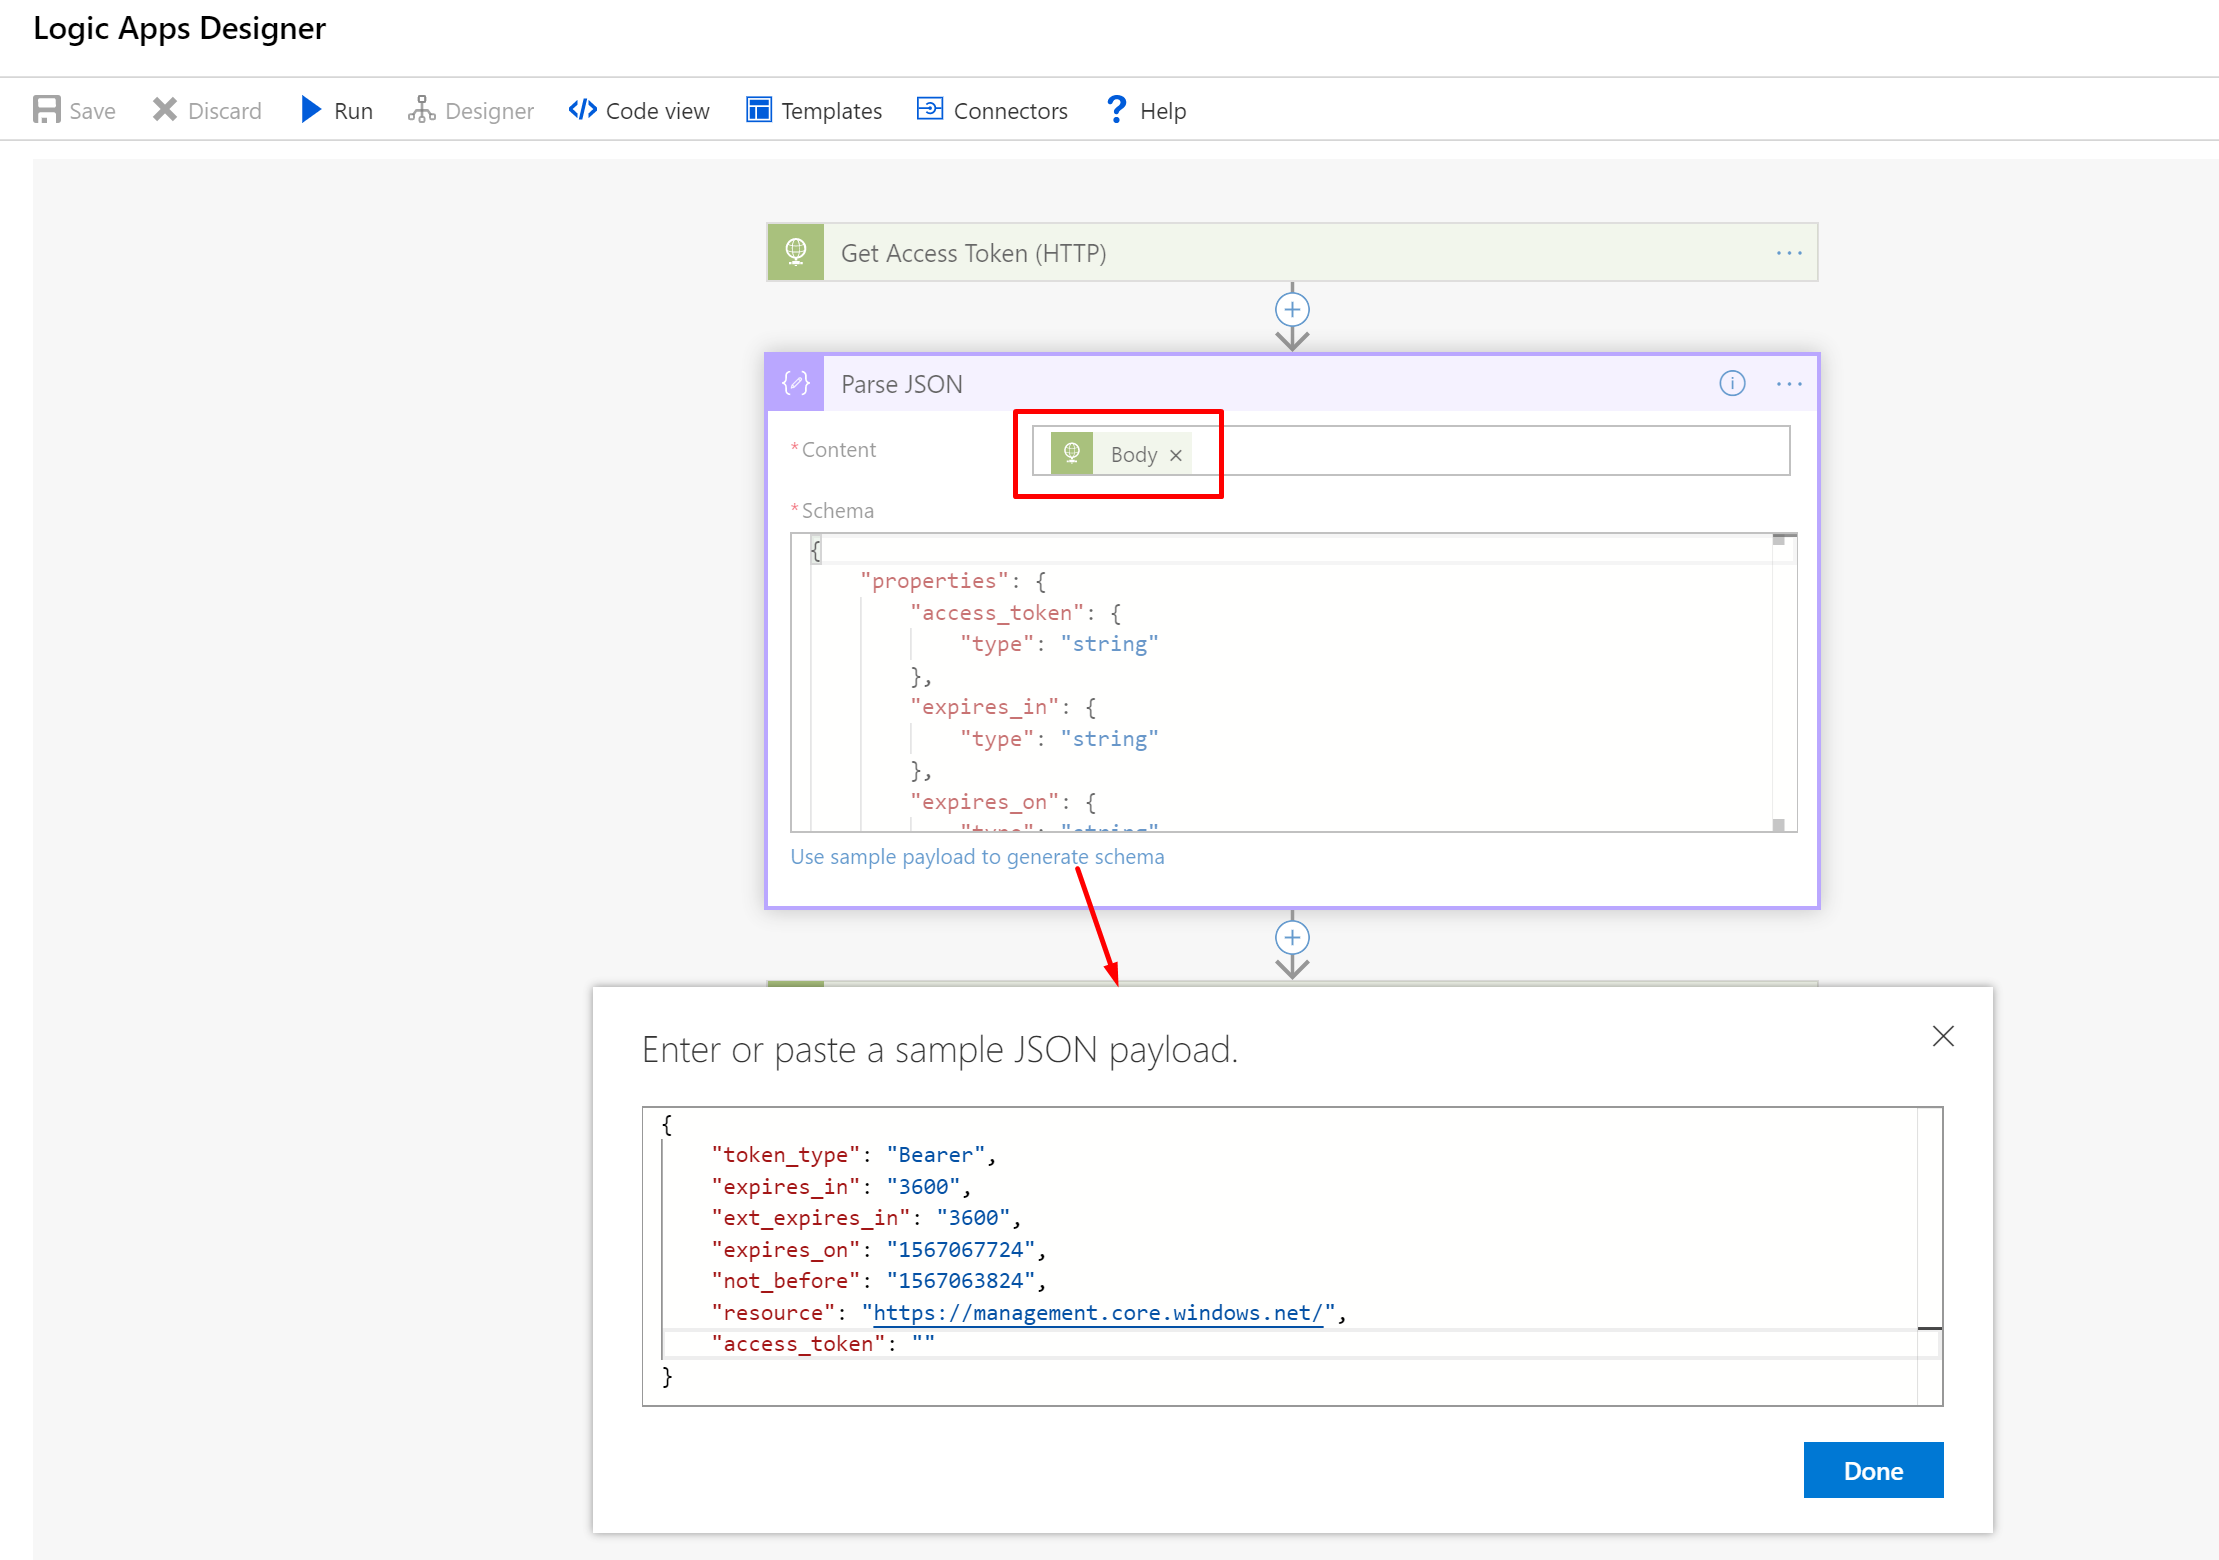 Logic Apps Designer
Save Discard Run Designer Code view Templates Connectors Help
Get Access Token (HTTP)
Parse JSON
*Content
Body
*Schema
{
"properties": {
"access_token": {
"type": "string"
},
"expires_in": {
"type": "string"
},
"expires_on": {
"type": "string"
Use sample payload to generate schema
Enter or paste a sample JSON payload.
{
"token_type": "Bearer",
"expires_in": "3600",
"ext_expires_in": "3600",
"expires_on": "1567067724",
"not_before": "1567063824",
"resource": "https://management.core.windows.net/",
"access_token": ""
}
Done